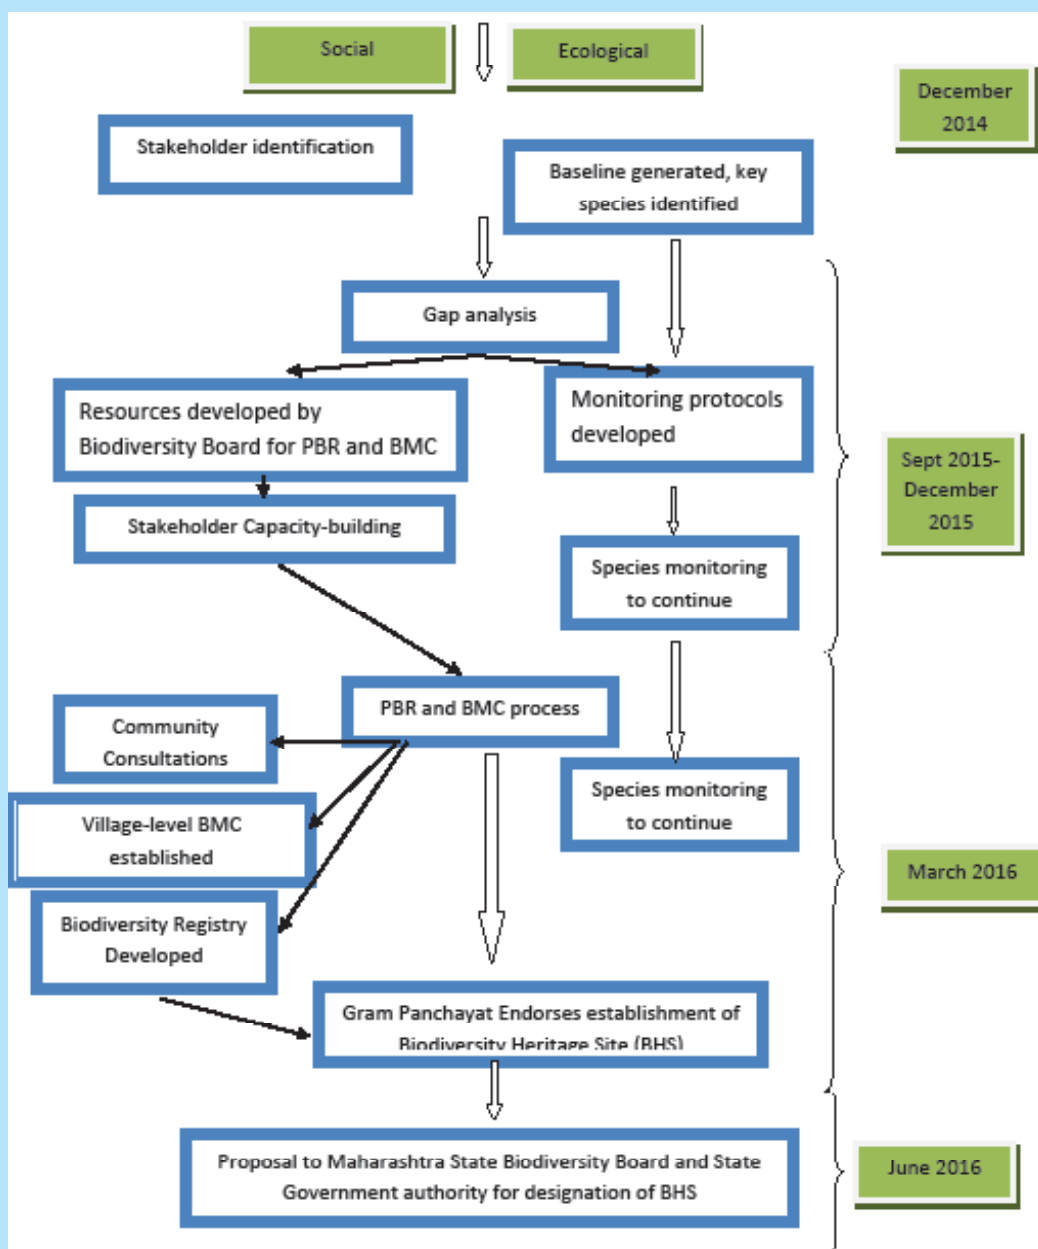 Social
Ecological
December
2014
Stakeholder identification
Baseline generated, key
species identified
Gap analysis
Resources developed by
Biodiversity Board for PBR and BMC
Monitoring protocols
developed
Sept 2015-
December
2015
Stakeholder Capacity-building
Species monitoring
to continue
PBR and BMC process
Community
Consultations
Species monitoring
to continue
Village-level BMC
established
March 2016
Biodiversity Registry
Developed
Gram Panchayat Endorses establishment of
Biodiversity Heritage Site (BHS)
Proposal to Maharashtra State Biodiversity Board and State
Government authority for designation of BHS
June 2016